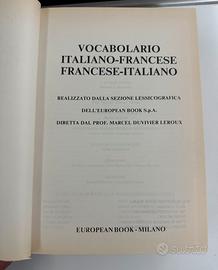 VOCABOLARIO
ITALIANO-FRANCESE
FRANCESE-ITALIANO
REALIZZATO DALLA SEZIONE LESSICOGRAFICA
DELL'EUROPEAN BOOK S.p.A.
DIRETTA DAL PROF. MARCEL DUVIVIER LEROUX
EUROPEAN BOOK - MILANO
subito